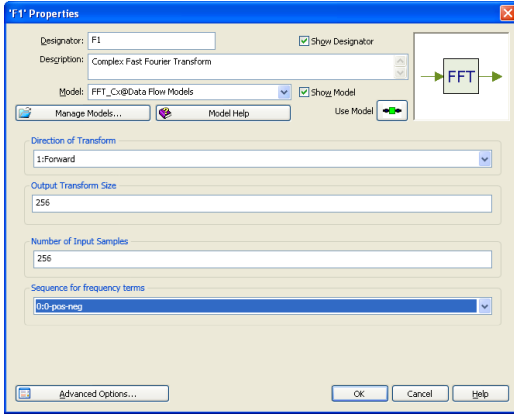 'F1' Properties
Designator: F1
Show Designator
Description: Complex Fast Fourier Transform
FFT
Model: FFT_Cx@Data Flow Models
Show Model
Manage Models...
Model Help
Use Model
Direction of Transform
1:Forward
Output Transform Size
256
Number of Input Samples
256
Sequence for frequency terms
0:0-pos-neg
Advanced Options...
OK
Cancel
Help